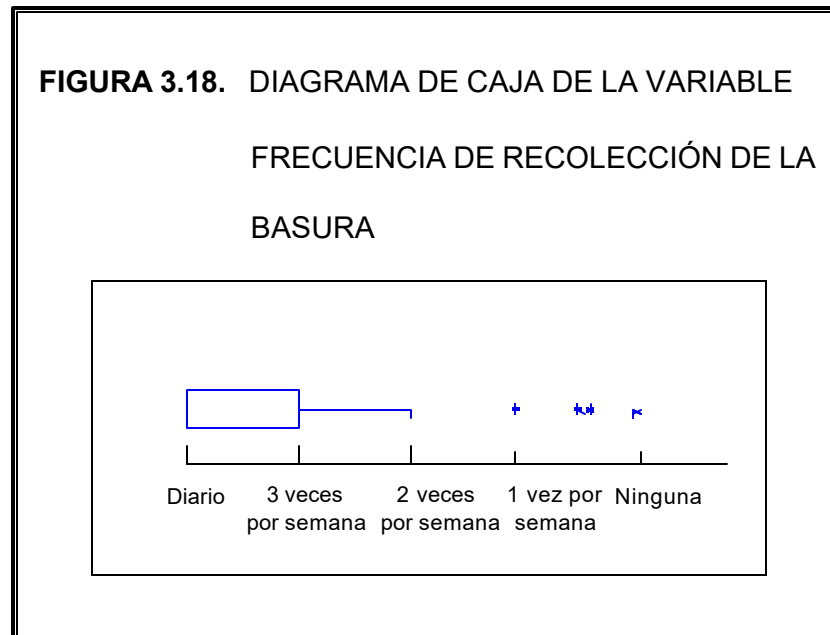 FIGURA 3.18. DIAGRAMA DE CAJA DE LA VARIABLE
FRECUENCIA DE RECOLECCIÓN DE LA
BASURA
Diario
3 veces
por semana
2 veces
por semana
1 vez por
semana
Ninguna